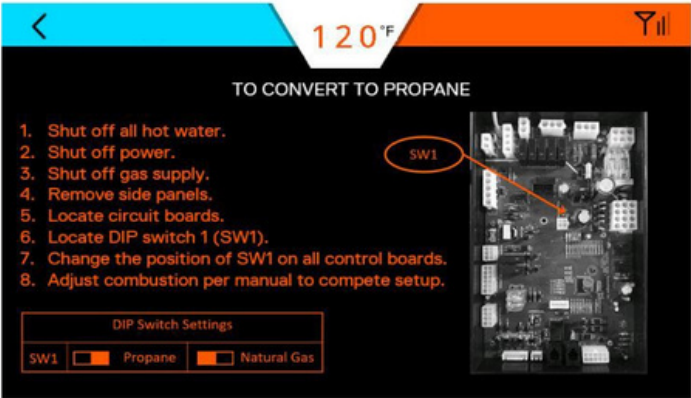 120°F
TO CONVERT TO PROPANE
1. Shut off all hot water.
2. Shut off power.
3. Shut off gas supply.
4. Remove side panels.
5. Locate circuit boards.
6. Locate DIP switch 1 (SW1).
7. Change the position of SW1 on all control boards.
8. Adjust combustion per manual to compete setup.
SW1
DIP Switch Settings
SW1 Propane Natural Gas